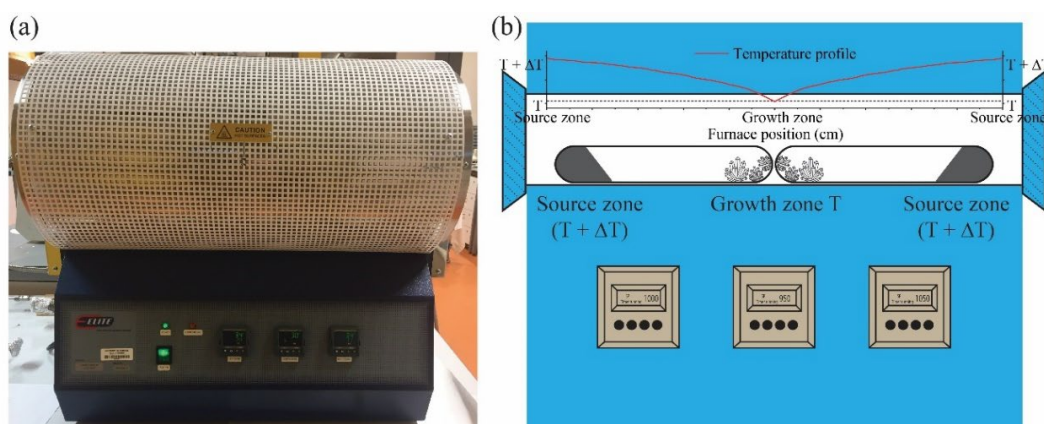 (a)
CAUTION
ELITE
(b)
Temperature profile
T + ΔT
T + ΔT
T
T
Source zone
Growth zone
Source zone
Furnace position (cm)
Source zone
(T + ΔT)
Growth zone T
Source zone
(T + ΔT)
1000
950
1050